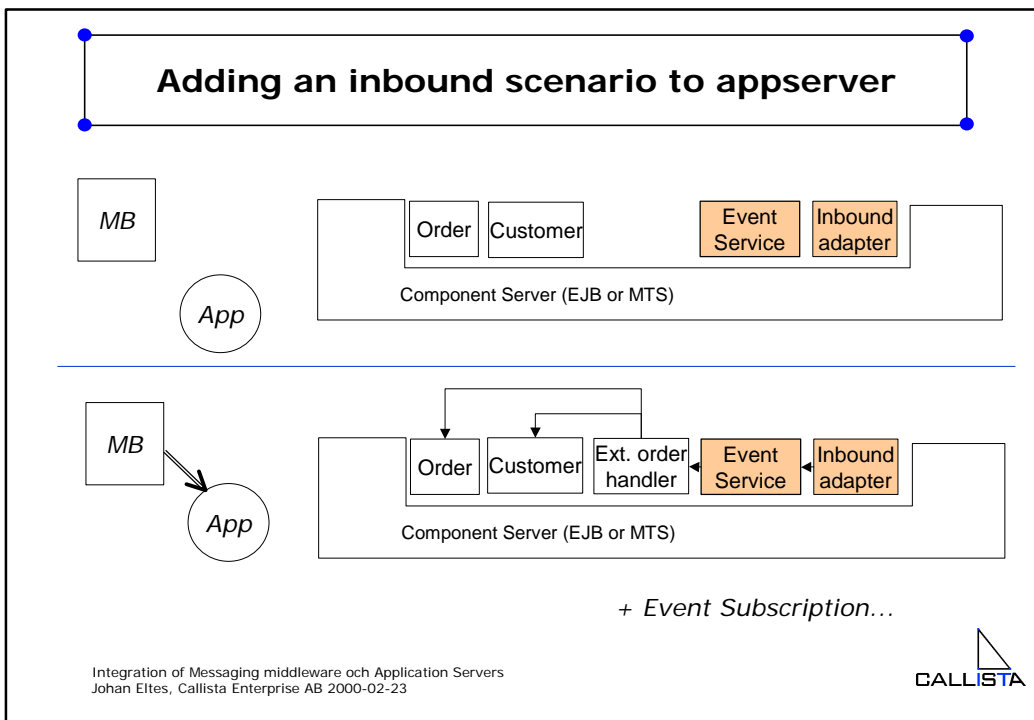 Adding an inbound scenario to appserver
MB
App
Order
Customer
Event
Service
Inbound
adapter
Component Server (EJB or MTS)
MB
App
Order
Customer
Ext. order
handler
Event
Service
Inbound
adapter
Component Server (EJB or MTS)
+ Event Subscription...
Integration of Messaging middleware och Application Servers
Johan Eltes, Callista Enterprise AB 2000-02-23
CALLISTA